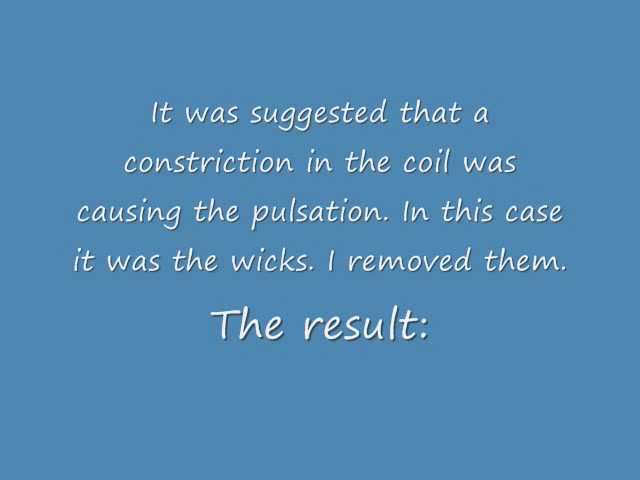 It was suggested that a
constriction in the coil was
causing the pulsation. In this case
it was the wicks. I removed them.
The result: